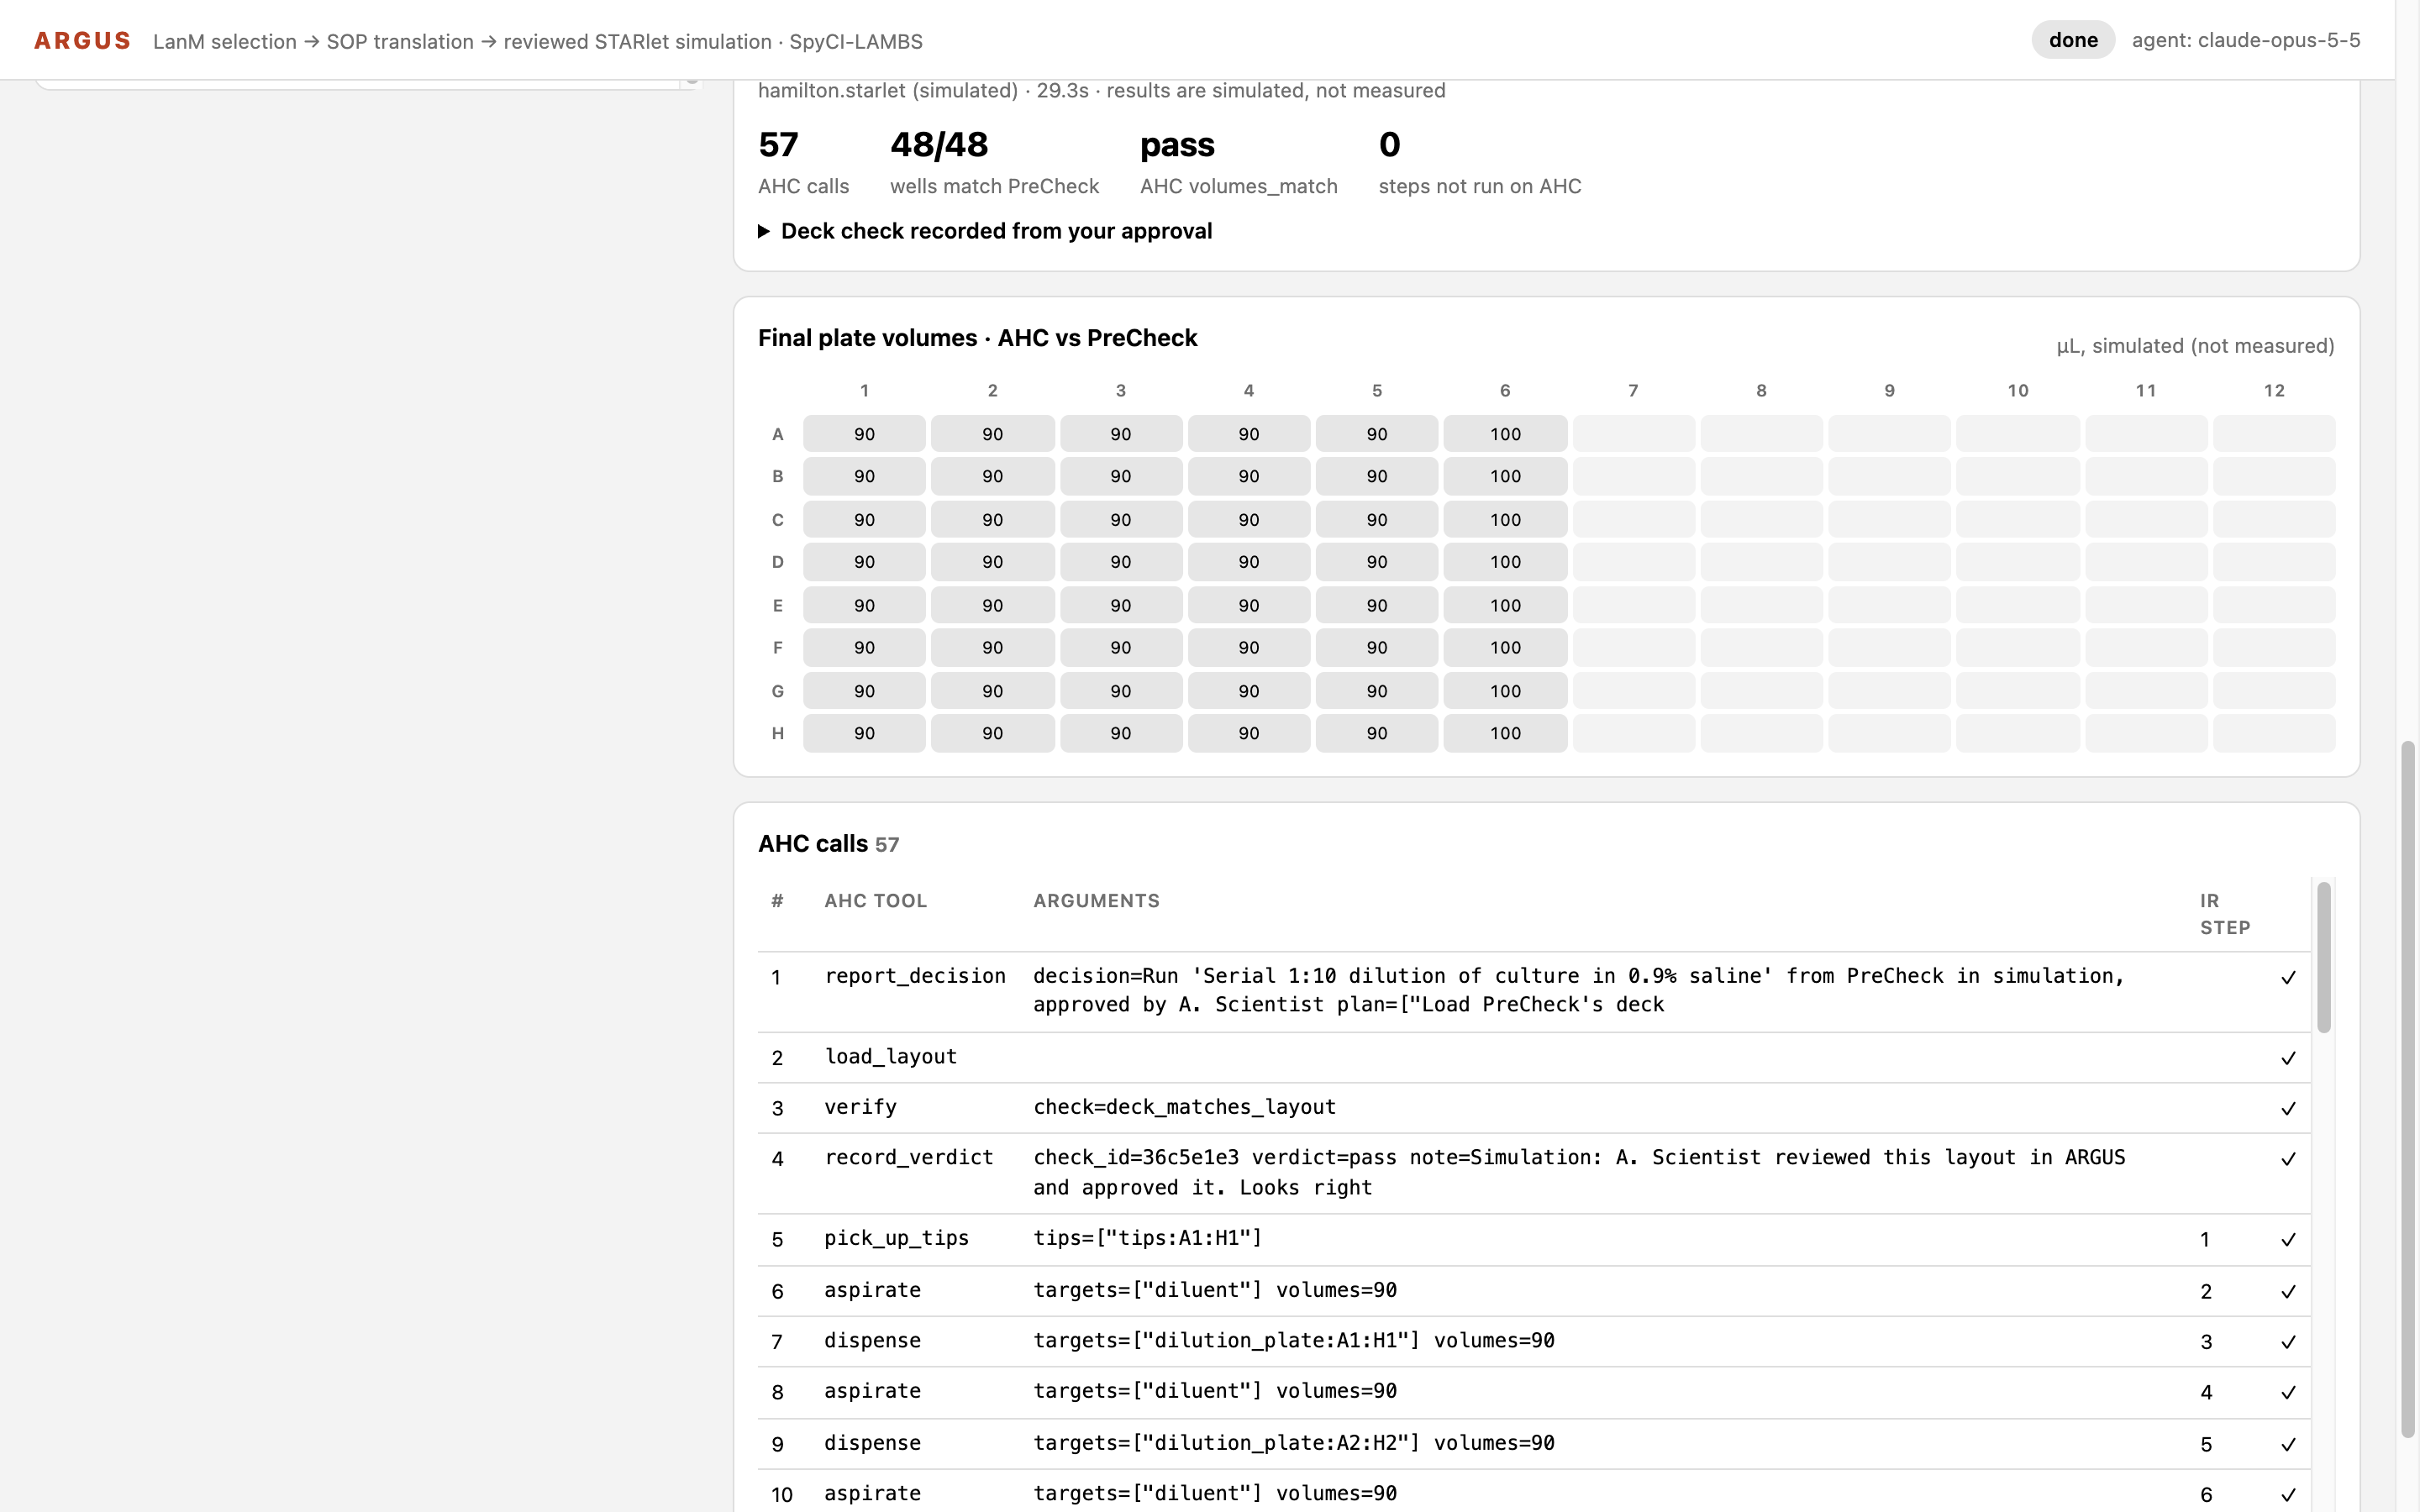 ARGUS LanM selection → SOP translation → reviewed STARlet simulation · SpyCI-LAMBS done agent: claude-opus-5-5
hamilton.starlet (simulated) · 29.3s · results are simulated, not measured
57 48/48 pass 0
AHC calls wells match PreCheck AHC volumes_match steps not run on AHC
▶ Deck check recorded from your approval
Final plate volumes · AHC vs PreCheck µL, simulated (not measured)
1 2 3 4 5 6 7 8 9 10 11 12
A 90 90 90 90 90 100
B 90 90 90 90 90 100
C 90 90 90 90 90 100
D 90 90 90 90 90 100
E 90 90 90 90 90 100
F 90 90 90 90 90 100
G 90 90 90 90 90 100
H 90 90 90 90 90 100
AHC calls 57
# AHC TOOL ARGUMENTS IR
STEP
1 report_decision decision=Run 'Serial 1:10 dilution of culture in 0.9% saline' from PreCheck in simulation, ✓
approved by A. Scientist plan=["Load PreCheck's deck
2 load_layout ✓
3 verify check=deck_matches_layout ✓
4 record_verdict check_id=36c5e1e3 verdict=pass note=Simulation: A. Scientist reviewed this layout in ARGUS ✓
and approved it. Looks right
5 pick_up_tips tips=["tips:A1:H1"] 1 ✓
6 aspirate targets=["diluent"] volumes=90 2 ✓
7 dispense targets=["dilution_plate:A1:H1"] volumes=90 3 ✓
8 aspirate targets=["diluent"] volumes=90 4 ✓
9 dispense targets=["dilution_plate:A2:H2"] volumes=90 5 ✓
10 aspirate targets=["diluent"] volumes=90 6 ✓